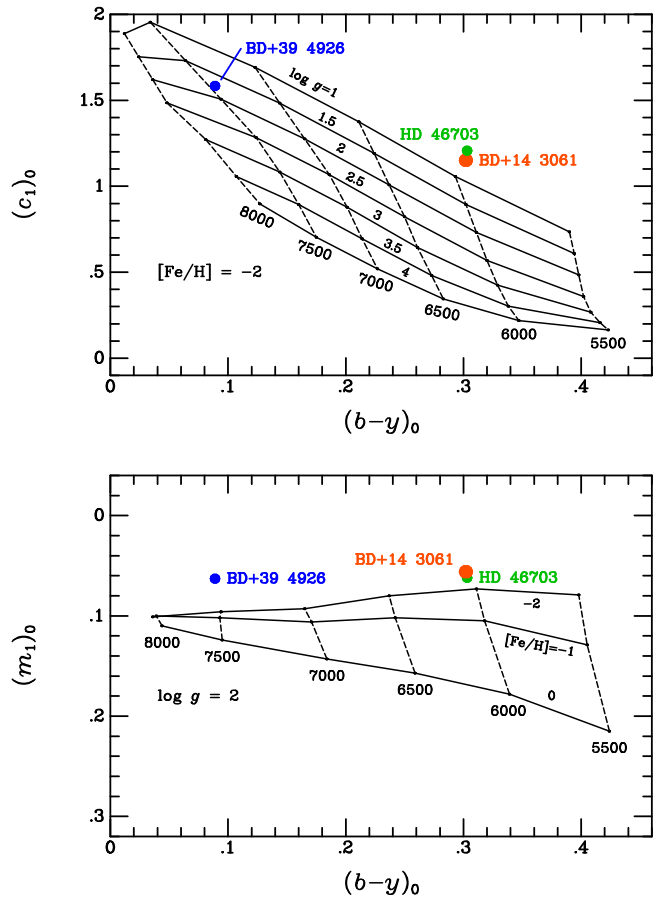 2
1.5
1
.5
0
(c₁)₀
BD+39 4926
log g=1
1.5
2
2.5
3
3.5
4
HD 46703
BD+14 3061
8000
7500
7000
6500
6000
5500
[Fe/H] = −2
0 .1 .2 .3 .4
(b−y)₀
0
.1
.2
.3
(m₁)₀
BD+14 3061
BD+39 4926
HD 46703
−2
[Fe/H]=−1
0
8000
7500
7000
6500
6000
5500
log g = 2
0 .1 .2 .3 .4
(b−y)₀